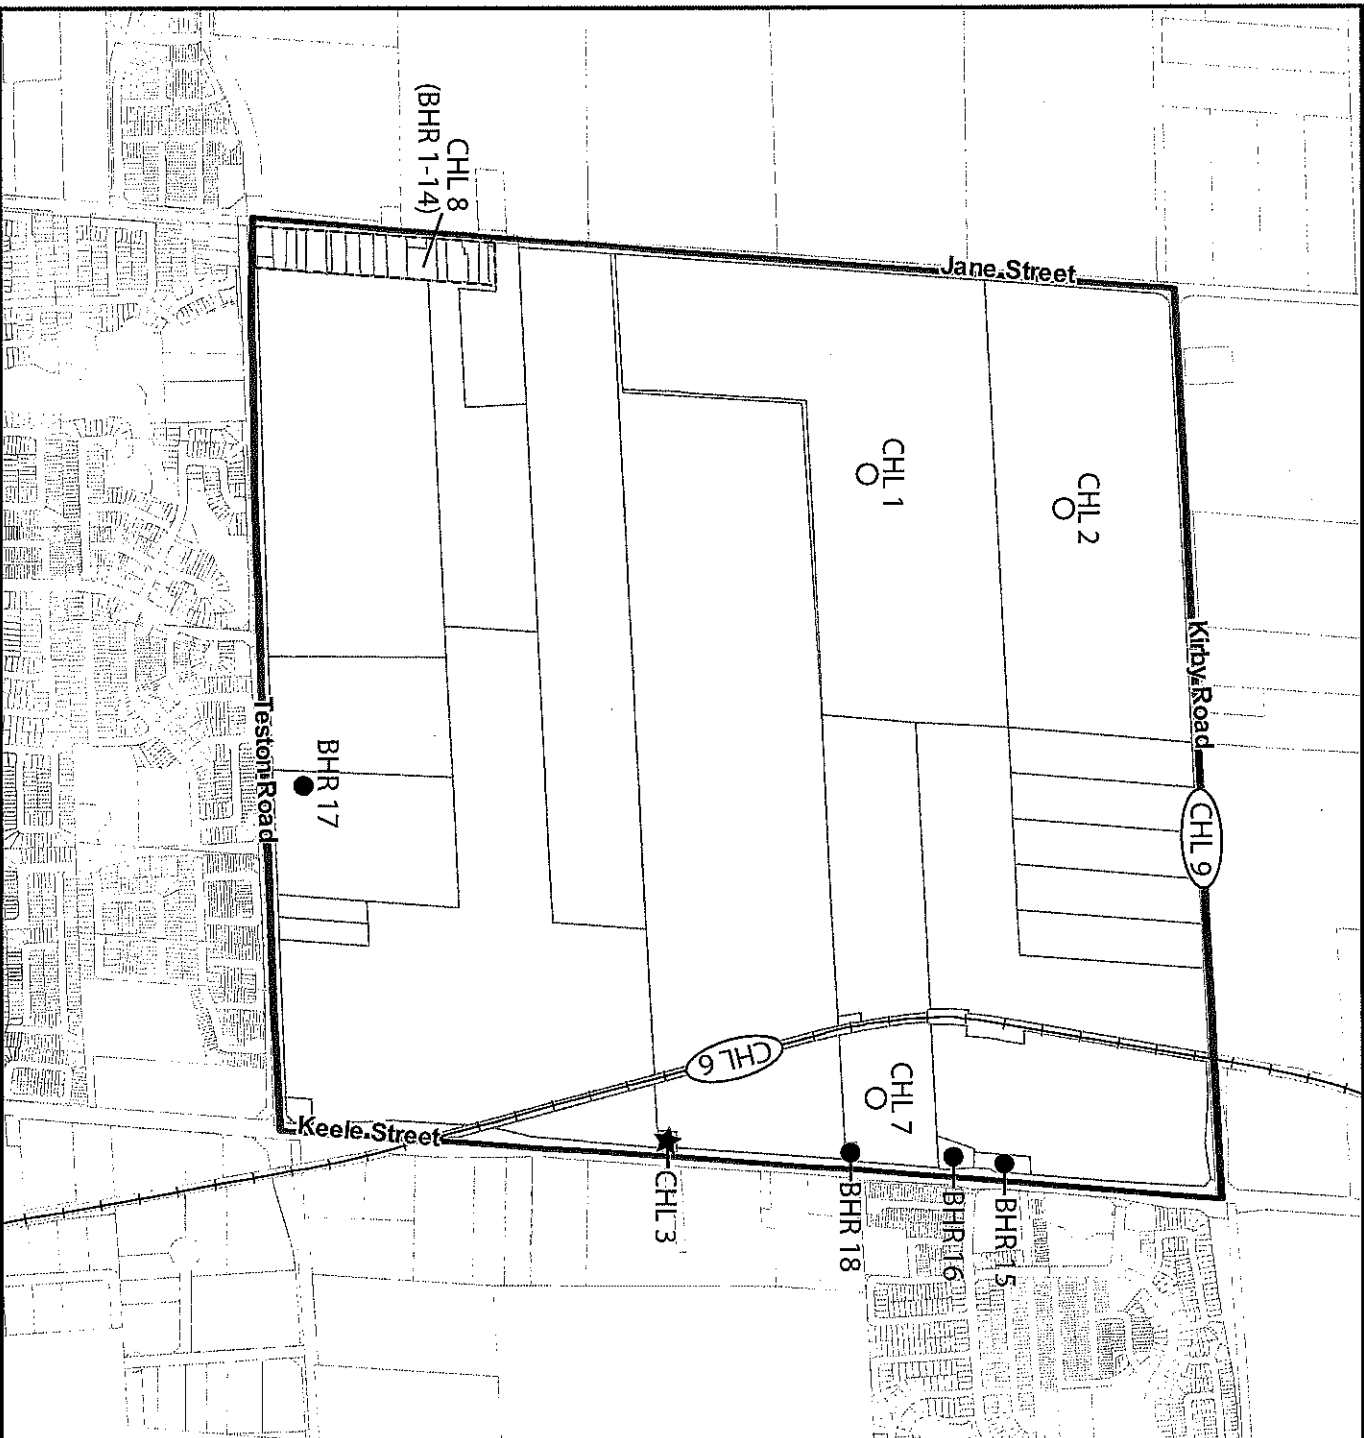 CHL 8
(BHR 1-14)
Jane Street
CHL 1
CHL 2
Kirby Road
CHL 9
Teston Road
BHR 17
CHL 6
CHL 7
Keele Street
CHL 3
BHR 18
BHR 16
BHR 15